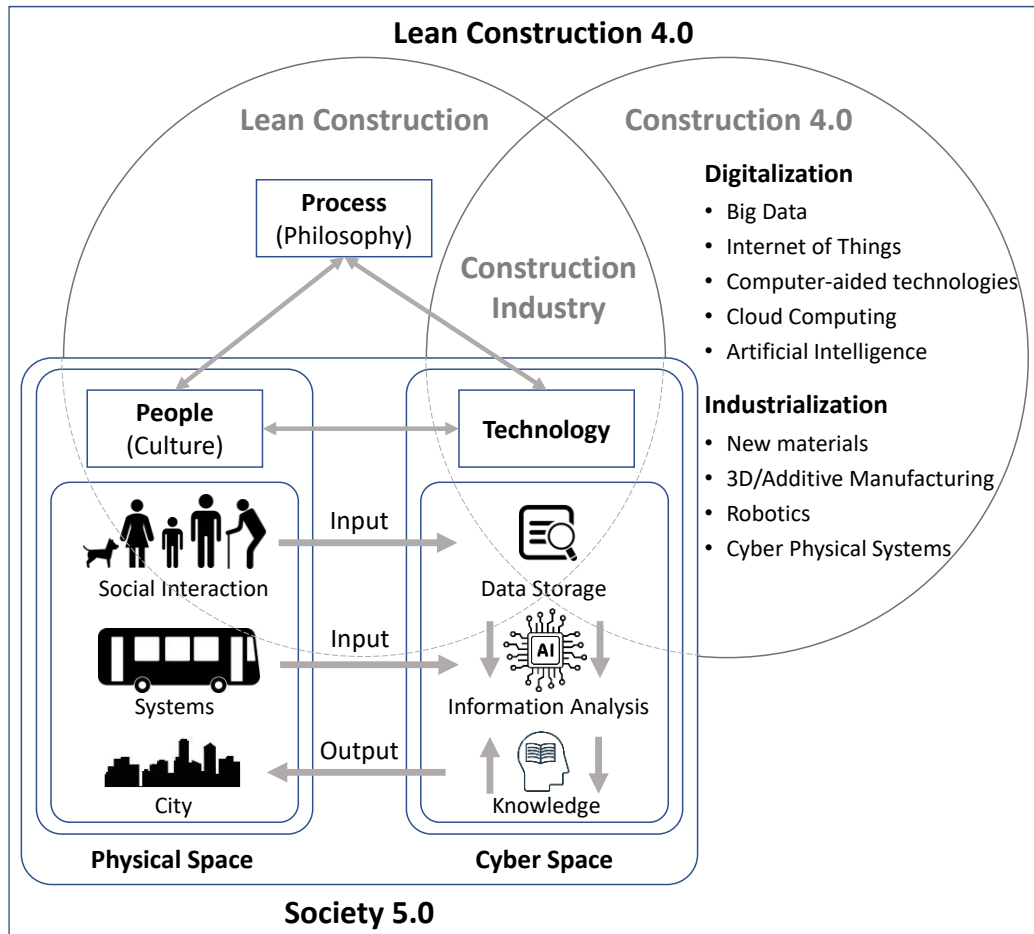 Lean Construction 4.0
Lean Construction
Construction 4.0
Process
(Philosophy)
Construction
Industry
Digitalization
• Big Data
• Internet of Things
• Computer-aided technologies
• Cloud Computing
• Artificial Intelligence
Industrialization
• New materials
• 3D/Additive Manufacturing
• Robotics
• Cyber Physical Systems
People
(Culture)
Technology
Input
Social Interaction
Data Storage
Input
AI
Systems
Information Analysis
Output
City
Knowledge
Physical Space
Cyber Space
Society 5.0